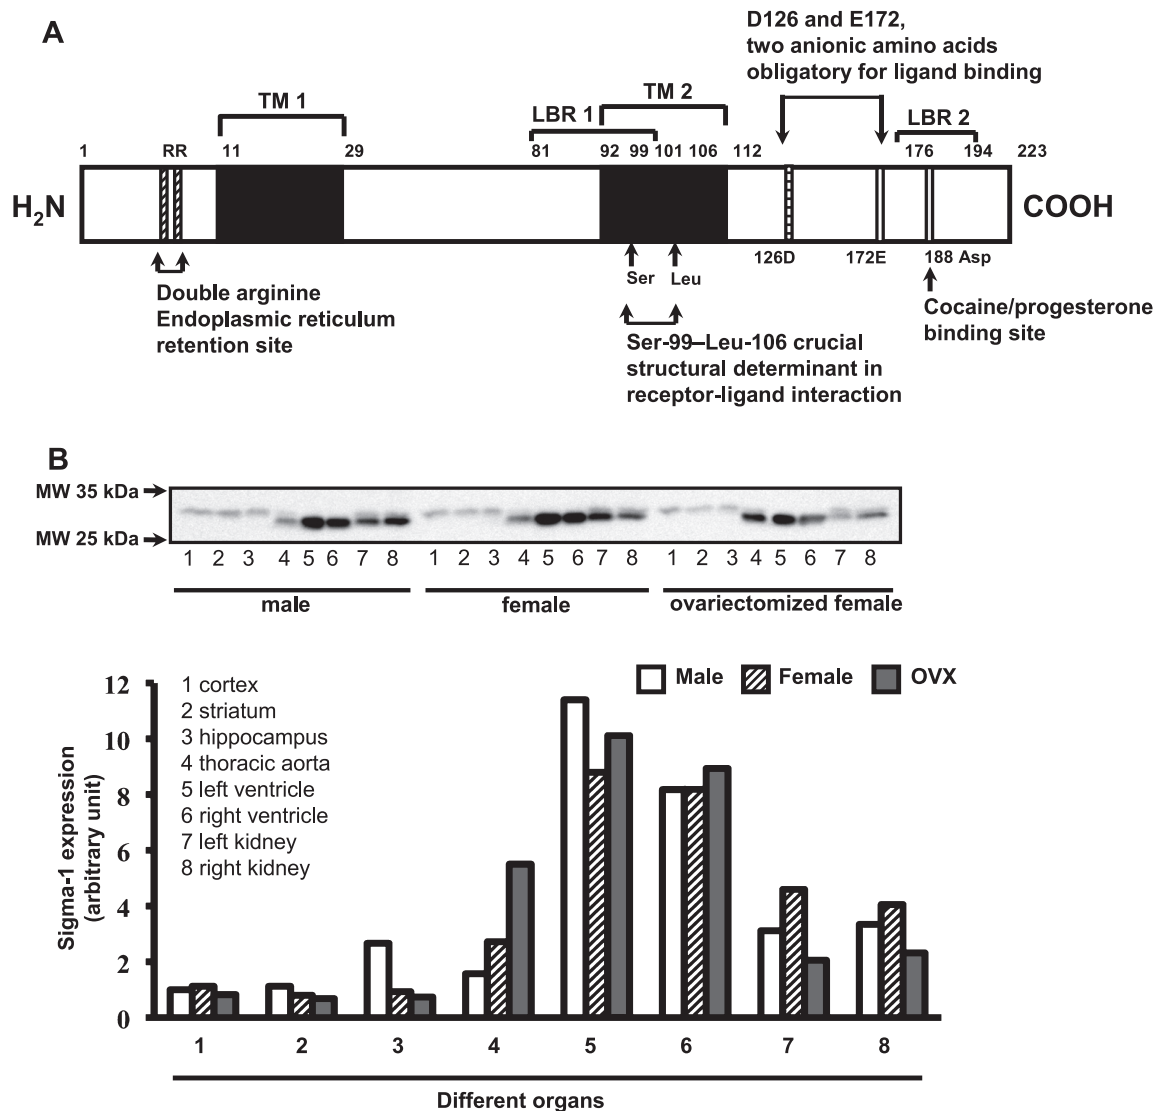 A
D126 and E172,
two anionic amino acids
obligatory for ligand binding
TM 1
LBR 1
TM 2
LBR 2
1 RR 11 29 81 92 99 101 106 112 176 194 223
H2N
COOH
126D 172E 188 Asp
Ser Leu
Double arginine
Endoplasmic reticulum
retention site
Ser-99–Leu-106 crucial
structural determinant in
receptor-ligand interaction
Cocaine/progesterone
binding site
B
MW 35 kDa
MW 25 kDa
1 2 3 4 5 6 7 8 1 2 3 4 5 6 7 8 1 2 3 4 5 6 7 8
male female ovariectomized female
Male Female OVX
1 cortex
2 striatum
3 hippocampus
4 thoracic aorta
5 left ventricle
6 right ventricle
7 left kidney
8 right kidney
Sigma-1 expression
(arbitrary unit)
12
10
8
6
4
2
0
1 2 3 4 5 6 7 8
Different organs